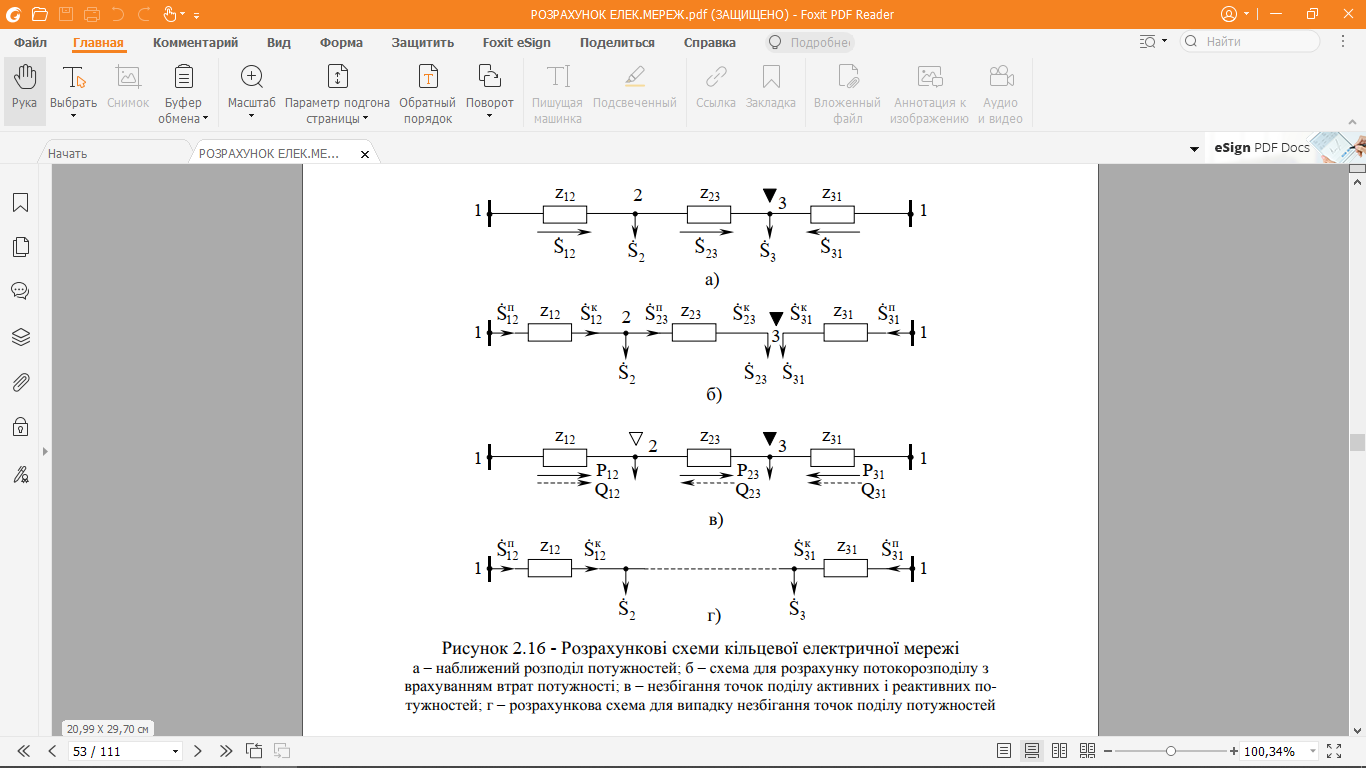 РОЗРАХУНОК ЕЛЕК.МЕРЕЖ.pdf (ЗАЩИЩЕНО) - Foxit PDF Reader
Файл Главная Комментарий Вид Форма Защитить Foxit eSign Поделиться Справка Подробнее Найти
Рука Выбрать Снимок Буфер обмена Масштаб Параметр подгона страницы Обратный порядок Поворот Пишущая машинка Подсвеченный Ссылка Закладка Вложенный файл Аннотация к изображению Аудио и видео
Начать РОЗРАХУНОК ЕЛЕК.МЕ... eSign PDF Docs
z12 2 z23 3 z31
1 1
Ṡ12 Ṡ2 Ṡ23 Ṡ3 Ṡ31
а)
Ṡп12 z12 Ṡк12 2 Ṡп23 z23 Ṡк23 Ṡк31 z31 Ṡп31
1 3 1
Ṡ2 Ṡ23 Ṡ31
б)
z12 2 z23 3 z31
1 1
P12 P23 P31
Q12 Q23 Q31
в)
Ṡп12 z12 Ṡк12 Ṡк31 z31 Ṡп31
1 1
Ṡ2 Ṡ3
г)
Рисунок 2.16 - Розрахункові схеми кільцевої електричної мережі
а – наближений розподіл потужностей; б – схема для розрахунку потокорозподілу з
врахуванням втрат потужності; в – незбігання точок поділу активних і реактивних по-
тужностей; г – розрахункова схема для випадку незбігання точок поділу потужностей
20,99 X 29,70 см
53 / 111 100,34%